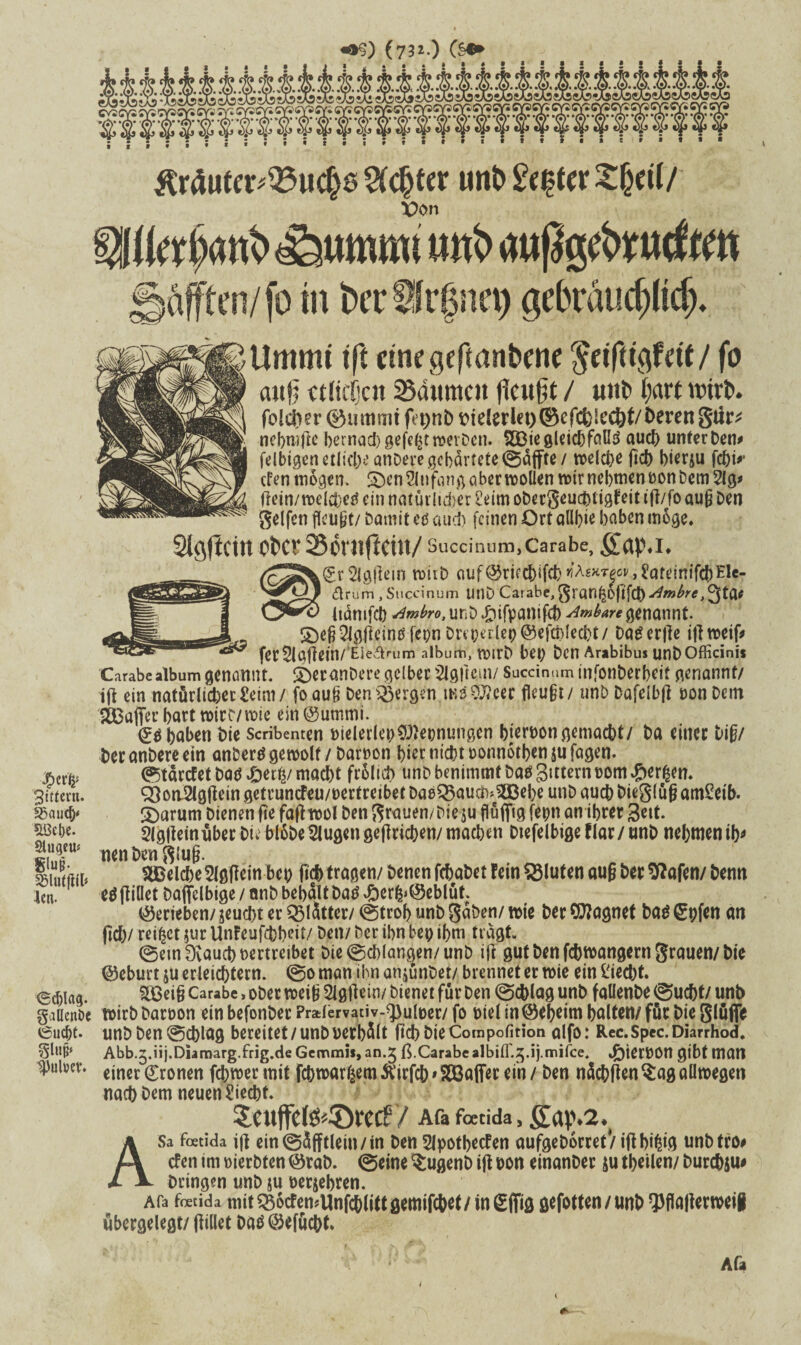 (732.)
Kräuter-Buchs Achter und Letzter Theil/
Von
Allerhand Gummi und außgedruckten
Säfften/ so in der Artzney gebräuchlich.
GUmmi ist eine gestandene Feistigkeit/ so
auß etlichen Bäumen fleußt/ und hart wird.
solcher Gummi seynd vielerley Geschlecht/ deren Für-
nehmste hernach gesetzt werden. Wie gleichfalls auch unter den-
selbigen etliche andere gehärtete Säffte/ welche sich hierzu schi-
cken mögen. Den Anfang aber wollen wir nehmen von dem Ag-
stein/ welches ein natürlicher Leim oder Feuchtigkeit ist/ so auß den
Felsen fleußt/ damit es auch seinen Ort allhie haben möge.
Agstein oder Börnstein/ Succinum, Carabe, Cap. 1.
ER Agstein wird auf Griechisch ἤλεκτρον, Lateinisch Ele-
ctrum, Succinum und Carabe, Frantzösisch Ambre, Ita-
liänisch Ambro, und Hispanisch Ambare genannt.
Deß Agsteins seyn dreyerley Geschlecht/ das erste ist weis-
ser Agstein/ Electrum album, wird bey den Arabibus und Officinis
Carabe album genannt. Der andere gelber Agstein/ Succinum insonderheit genannt/
ist ein natürlicher Leim/ so auß den Bergen ins Meer fleußt/ und daselbst von dem
Wasser hart wird/ wie ein Gummi.
Es haben die Scribenten vielerley Meynungen hiervon gemacht/ da einer diß/
der andere ein anders gewolt/ darvon hier nicht vonnöthen zu sagen.
Hertz-
Zittern.
Stärcket das Hertz/ macht frölich und benimmt das Zittern vom Hertzen.
Bauch-
Wehe.
Von Agstein getruncken/ vertreibet das Bauch-Wehe und auch die Flüß am Leib.
Darum dienen sie fast wol den Frauen/ die zu flüssig seyn an ihrer Zeit.
Augen-
Fluß.
Agstein über die blöde Augen gestrichen/ machen dieselbige klar/ und nehmen ih-
nen den Fluß.
Blutstil-
len.
Welche Agstein bey sich tragen/ denen schadet kein Bluten auß der Nasen/ denn
es stillet dasselbige/ und behält das Hertz-Geblüt.
Gerieben/ zeucht er Blätter/ Stroh und Fäden/ wie der Magnet das Eysen an
sich/ reitzet zur Unkeuschheit/ den/ der ihn bey ihm trägt.
Sein Rauch vertreibet die Schlangen/ und ist gut den schwangern Frauen/ die
Geburt zu erleichtern. So man ihn anzündet/ brennet er wie ein Liecht.
Schlag.
Fallende
Sucht.
Fluß-
Pulver.
Weiß Carabe, oder weiß Agstein/ dienet für den Schlag und fallende Sucht/ und
wird darvon ein besonder Præservativ-Pulver/ so viel in Geheim halten/ für die Flüsse
und den Schlag bereitet/ und verhält sich die Composition also: Rec. Spec. Diarrhod.
Abb. ʒ.iij. Diamarg. frig. de Gemmis, an. ʒ ß. Carabe albiss. ʒ.ij. misce. Hiervon gibt man
einer Cronen schwer mit schwartzem Kirsch-Wasser ein/ den nächsten Tag allwegen
nach dem neuen Liecht.
Teuffels-Dreck/ Afa foetida, Cap. 2.
ASa foetida ist ein Säfftlein/ in den Apothecken aufgedörret/ ist hitzig und tro-
cken im vierdten Grad. Seine Tugend ist von einander zu theilen/ durchzu-
dringen und zu verzehren.
Afa foetida mit Böcken-Unschlitt gemischet/ in Essig gesotten/ und Pflasterweiß
übergelegt/ stillet das Gesücht.
Afa